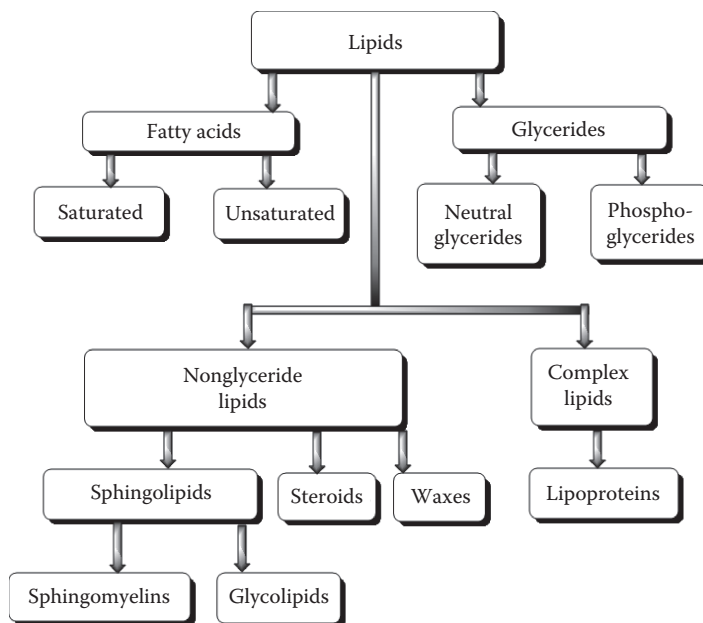 Lipids
Fatty acids
Glycerides
Saturated
Unsaturated
Neutral
glycerides
Phospho-
glycerides
Nonglyceride
lipids
Complex
lipids
Sphingolipids
Steroids
Waxes
Lipoproteins
Sphingomyelins
Glycolipids